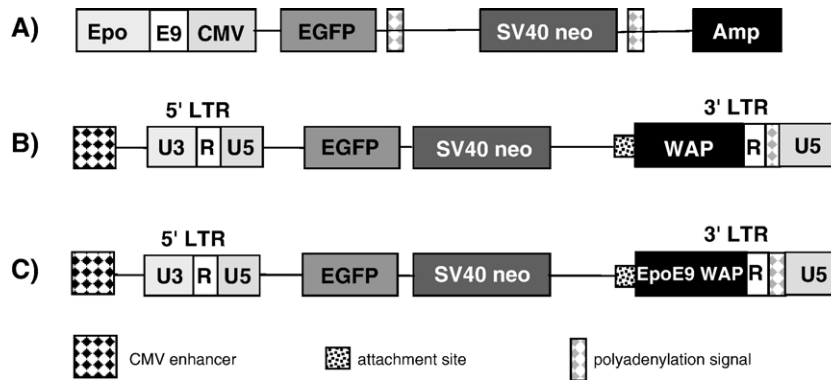 A) Epo E9 CMV EGFP SV40 neo Amp
5' LTR 3' LTR
B) U3 R U5 EGFP SV40 neo WAP R U5
5' LTR 3' LTR
C) U3 R U5 EGFP SV40 neo EpoE9 WAP R U5
CMV enhancer attachment site polyadenylation signal